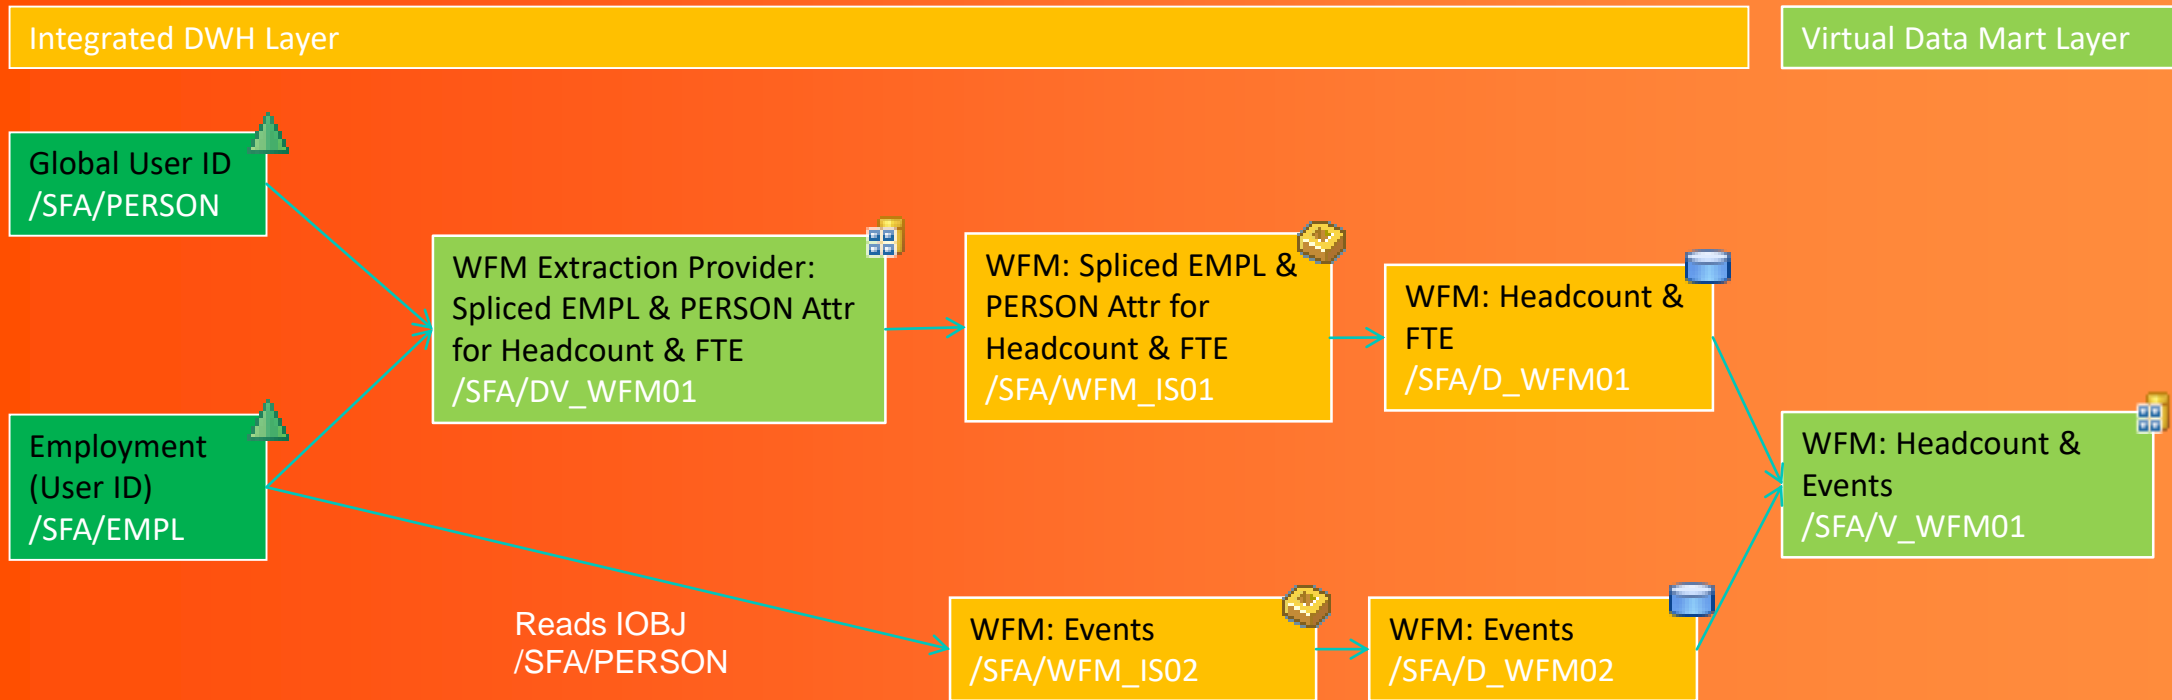 Integrated DWH Layer
Virtual Data Mart Layer
Global User ID
/SFA/PERSON
WFM Extraction Provider:
Spliced EMPL & PERSON Attr
for Headcount & FTE
/SFA/DV_WFM01
WFM: Spliced EMPL &
PERSON Attr for
Headcount & FTE
/SFA/WFM_IS01
WFM: Headcount &
FTE
/SFA/D_WFM01
Employment
(User ID)
/SFA/EMPL
WFM: Headcount &
Events
/SFA/V_WFM01
Reads IOBJ
/SFA/PERSON
WFM: Events
/SFA/WFM_IS02
WFM: Events
/SFA/D_WFM02